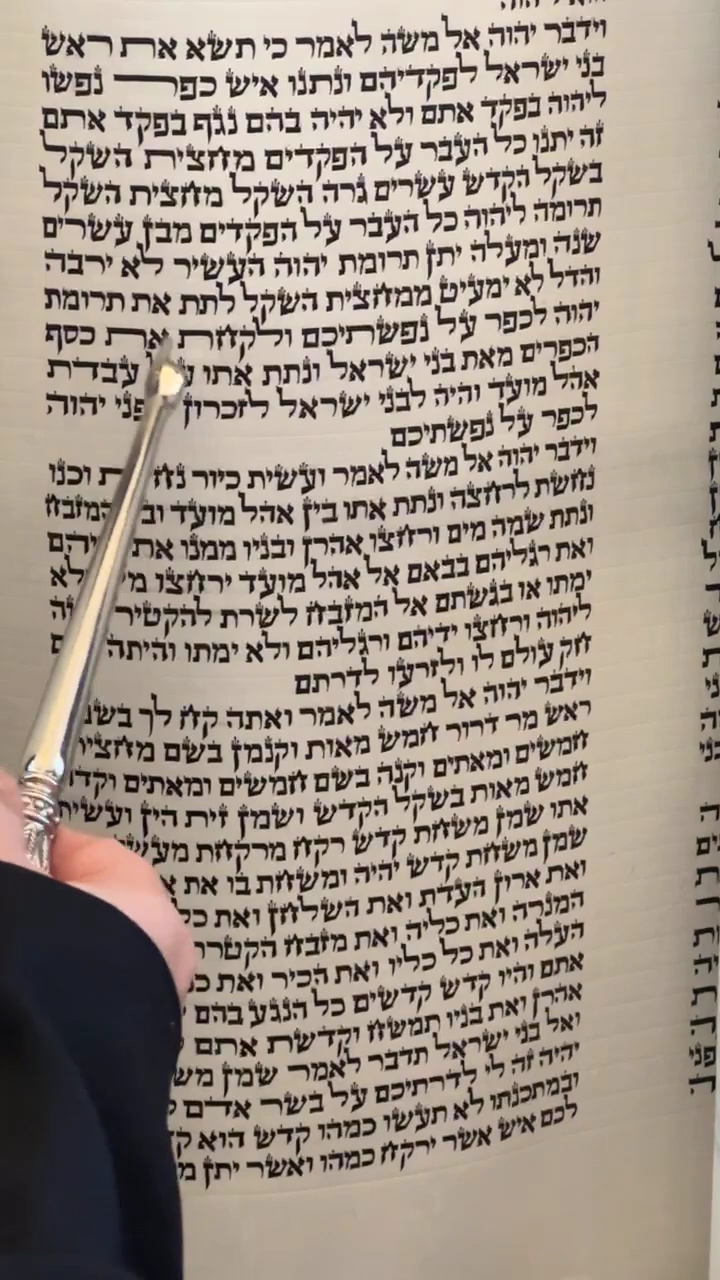 וידבר יהוה אל משה לאמר כי תשא את ראש
בני ישראל לפקדיהם ונתנו איש כפר נפשו
ליהוה בפקד אתם ולא יהיה בהם נגף בפקד אתם
זה יתנו כל העבר על הפקדים מחצית השקל
בשקל הקדש עשרים גרה השקל מחצית השקל
תרומה ליהוה כל העבר על הפקדים מבן עשרים
שנה ומעלה יתן תרומת יהוה העשיר לא ירבה
והדל לא ימעיט ממחצית השקל לתת את תרומת
יהוה לכפר על נפשתיכם ולקחת את כסף
הכפרים מאת בני ישראל ונתת אתו עבדת
אהל מועד והיה לבני ישראל לזכרון יהוה
לכפר על נפשתיכם
וידבר יהוה אל משה לאמר ועשית כיור וכנו
נחשת לרחצה ונתת אתו בין אהל מועד המזבח
ונתת שמה מים ורחצו אהרן ובניו ממנו את
ואת רגליהם בבאם אל אהל מועד ירחצו
ימתו או בגשתם אל המזבח לשרת להקטיר
ליהוה ורחצו ידיהם ורגליהם ולא ימתו והיתה
חק עולם לו ולזרעו לדרתם
וידבר יהוה אל משה לאמר ואתה קח לך
ראש מר דרור חמש מאות וקנמן בשם
חמשים ומאתים וקנה בשם חמשים ומאתים
חמש מאות בשקל הקדש ושמן זית הין ועשית
אתו שמן משחת קדש רקח מרקחת
שמן משחת קדש יהיה ומשחת בו את
ואת ארון העדת ואת השלחן ואת
המנרה ואת כליה ואת מזבח הקטרת
העלה ואת כל כליו ואת הכיר ואת
אתם והיו קדש קדשים כל הנגע בהם
אהרן ואת בניו תמשח וקדשת אתם
ואל בני ישראל תדבר לאמר שמן
יהיה זה לי לדרתיכם על בשר אדם
ובמתכנתו לא תעשו כמהו קדש הוא
לכם איש אשר ירקח כמהו ואשר יתן